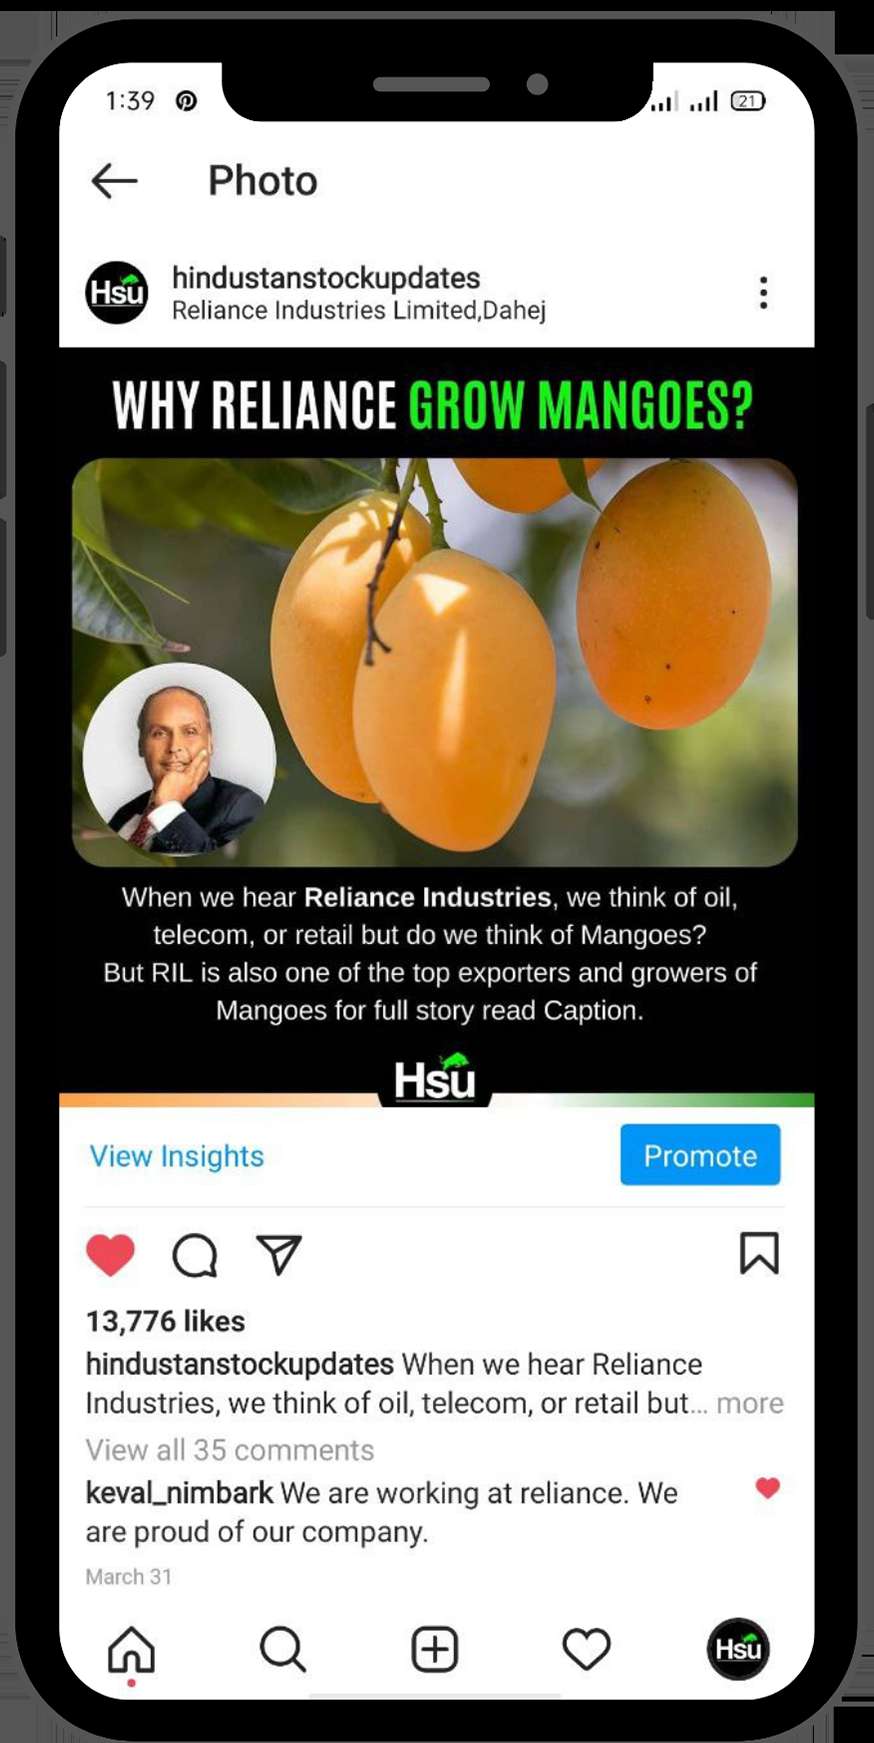 1:39
21
Photo
Hsu
hindustanstockupdates
Reliance Industries Limited,Dahej
WHY RELIANCE GROW MANGOES?
When we hear Reliance Industries, we think of oil,
telecom, or retail but do we think of Mangoes?
But RIL is also one of the top exporters and growers of
Mangoes for full story read Caption.
Hsu
View Insights
Promote
13,776 likes
hindustanstockupdates When we hear Reliance
Industries, we think of oil, telecom, or retail but... more
View all 35 comments
keval_nimbark We are working at reliance. We
are proud of our company.
March 31
Hsu